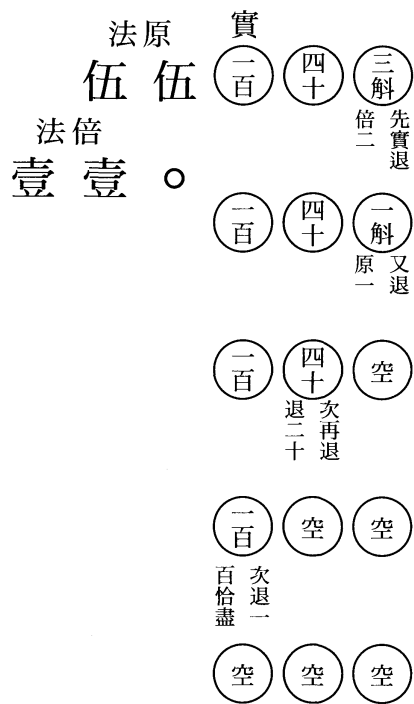 實
三斛
四十
一百
先實退
倍二
一斛
四十
一百
又退
原一
空
四十
一百
次再退
退二十
空
空
一百
次退一
百恰盡
空
空
空
原法
伍伍
倍法
○壹壹